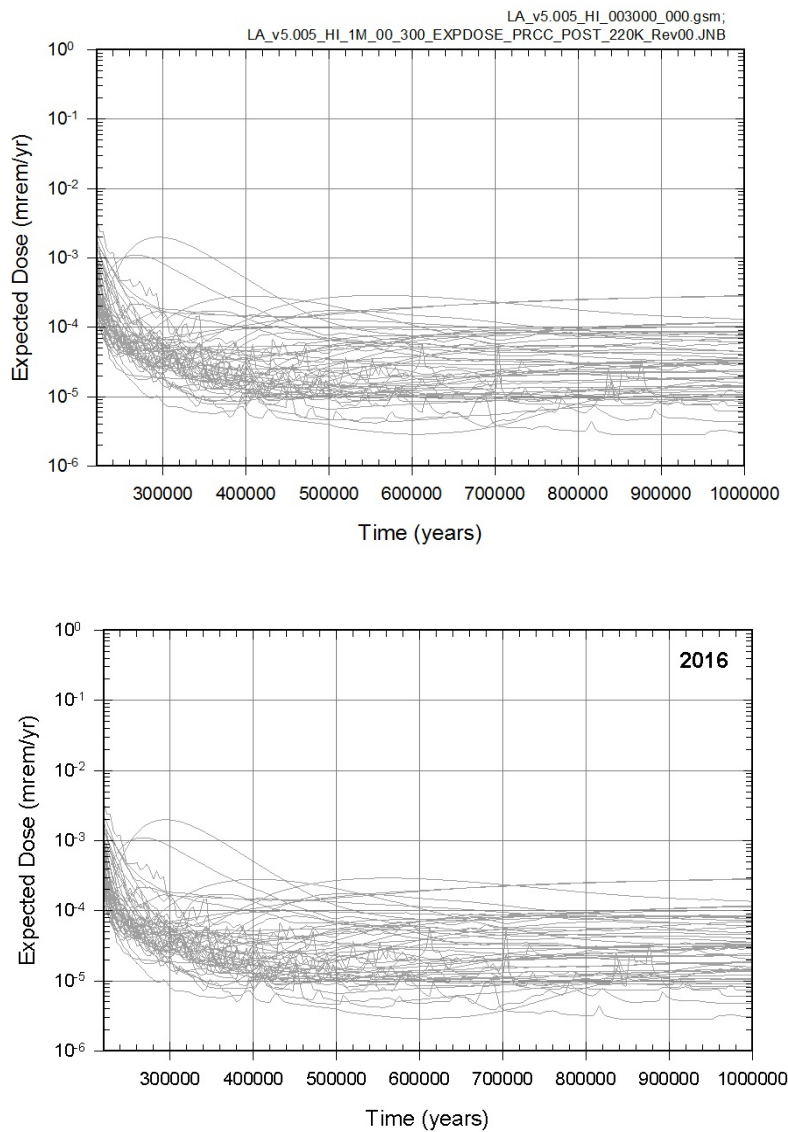 LA_v5.005_HI_003000_000.gsm;
LA_v5.005_HI_1M_00_300_EXPDOSE_PRCC_POST_220K_Rev00.JNB
10⁰
10⁻¹
10⁻²
10⁻³
10⁻⁴
10⁻⁵
10⁻⁶
Expected Dose (mrem/yr)
300000 400000 500000 600000 700000 800000 900000 1000000
Time (years)
2016
10⁰
10⁻¹
10⁻²
10⁻³
10⁻⁴
10⁻⁵
10⁻⁶
Expected Dose (mrem/yr)
300000 400000 500000 600000 700000 800000 900000 1000000
Time (years)